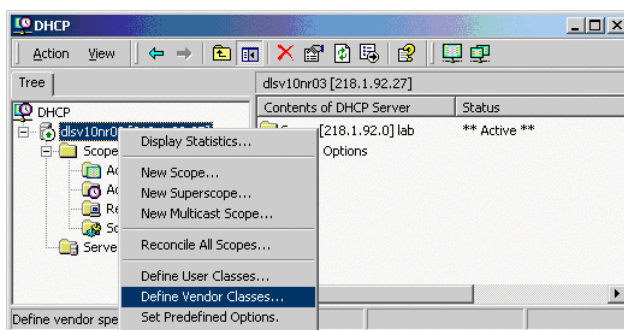 DHCP
Action View
Tree
dlsv10nr03 [218.1.92.27]
DHCP
Contents of DHCP Server Status
[218.1.92.0] lab ** Active **
Scope
Options
Display Statistics...
New Scope...
New Superscope...
New Multicast Scope...
Reconcile All Scopes...
Define User Classes...
Define Vendor Classes...
Set Predefined Options.
Define vendor spe